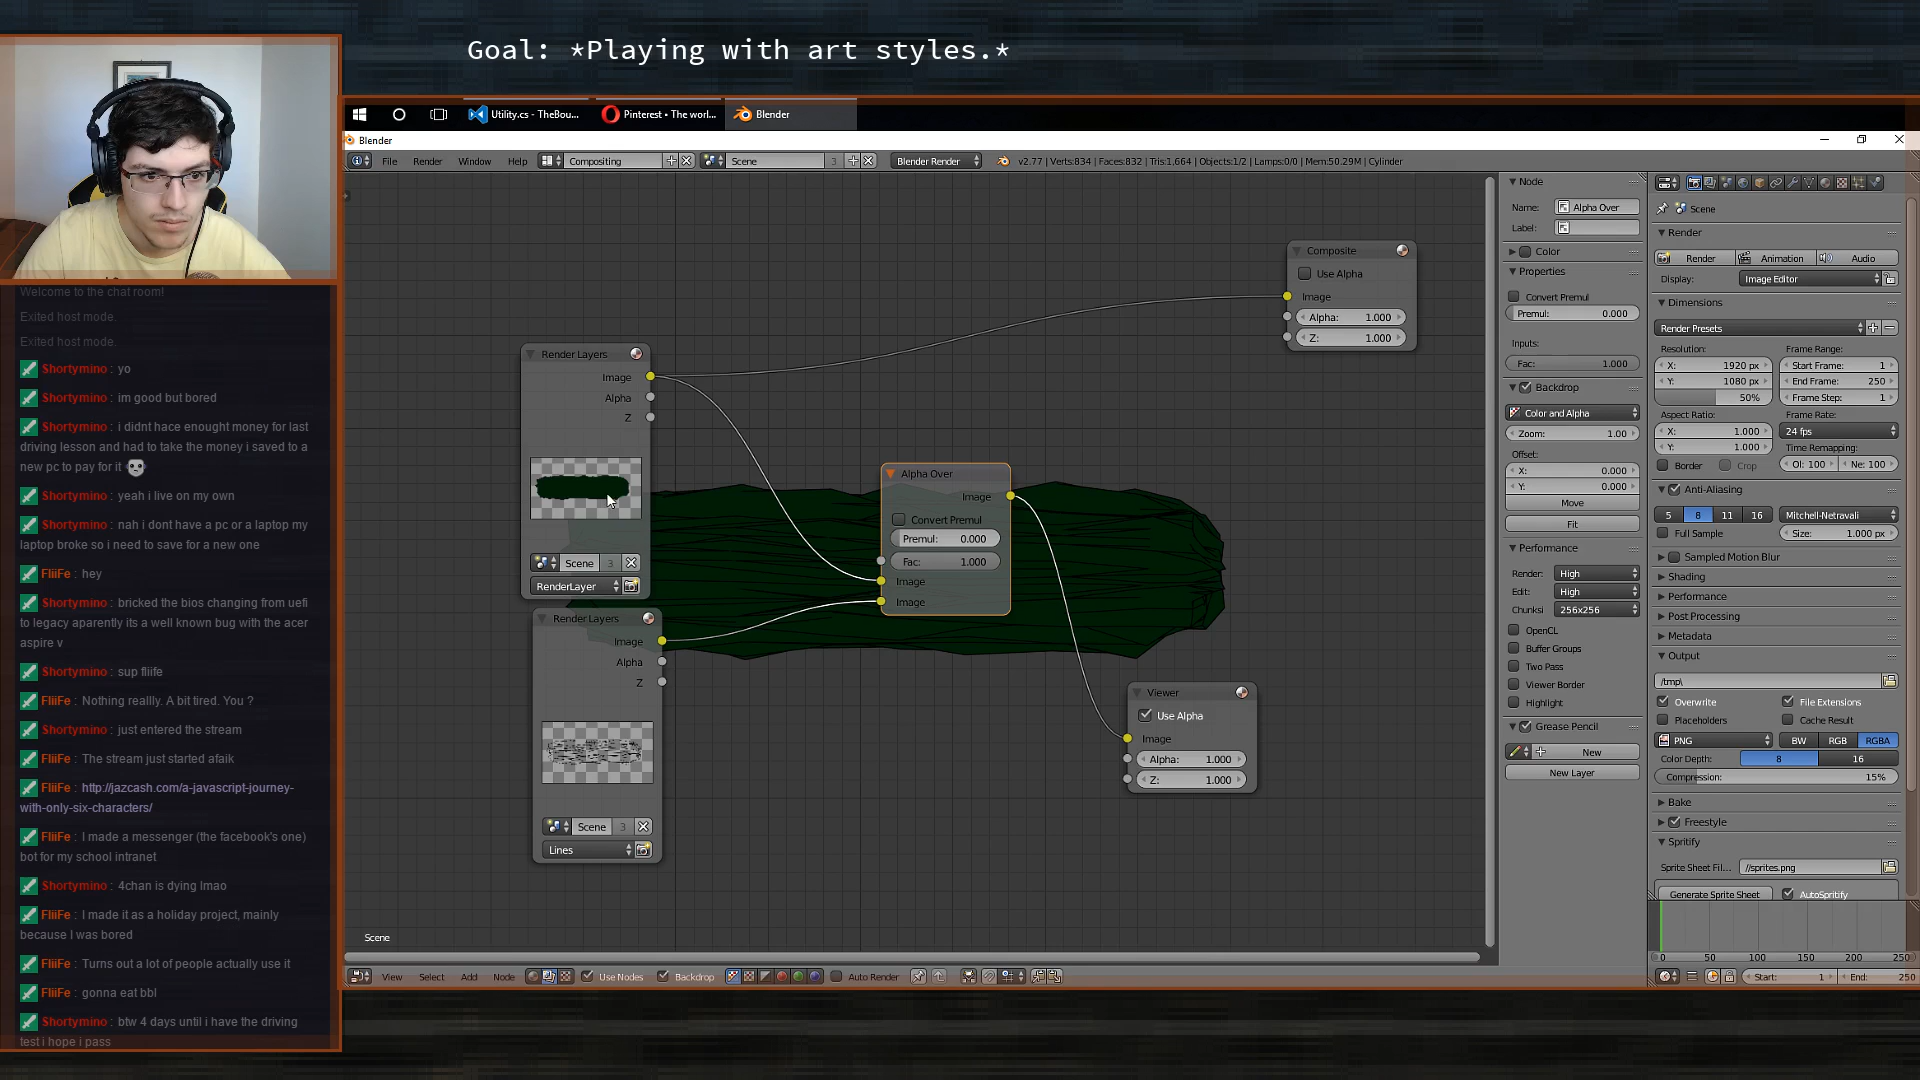 Goal: *Playing with art styles.*
Utility.cs - TheBou...
Pinterest • The worl...
Blender
Blender
File Render Window Help Compositing Scene 3 Blender Render v2.77 | Verts:834 | Faces:832 | Tris:1,664 | Objects:1/2 | Lamps:0/0 | Mem:50.29M | Cylinder
Welcome to the chat room!
Exited host mode.
Exited host mode.
Shortymino : yo
Shortymino : im good but bored
Shortymino : i didnt hace enought money for last
driving lesson and had to take the money i saved to a
new pc to pay for it
Shortymino : yeah i live on my own
Shortymino : nah i dont have a pc or a laptop my
laptop broke so i need to save for a new one
FliiFe : hey
Shortymino : bricked the bios changing from uefi
to legacy aparently its a well known bug with the acer
aspire v
Shortymino : sup fliife
FliiFe : Nothing reallly. A bit tired. You ?
Shortymino : just entered the stream
FliiFe : The stream just started afaik
FliiFe : http://jazcash.com/a-javascript-journey-
with-only-six-characters/
FliiFe : I made a messenger (the facebook's one)
bot for my school intranet
Shortymino : 4chan is dying lmao
FliiFe : I made it as a holiday project, mainly
because I was bored
FliiFe : Turns out a lot of people actually use it
FliiFe : gonna eat bbl
Shortymino : btw 4 days until i have the driving
test i hope i pass
Render Layers
Image
Alpha
Z
Scene 3
RenderLayer
Render Layers
Image
Alpha
Z
Scene 3
Lines
Alpha Over
Image
Convert Premul
Premul: 0.000
Fac: 1.000
Image
Image
Composite
Use Alpha
Image
Alpha: 1.000
Z: 1.000
Viewer
Use Alpha
Image
Alpha: 1.000
Z: 1.000
Scene
View Select Add Node Use Nodes Backdrop Auto Render
Node
Name: Alpha Over
Label:
Color
Properties
Convert Premul
Premul: 0.000
Inputs:
Fac: 1.000
Backdrop
Color and Alpha
Zoom: 1.00
Offset:
X: 0.000
Y: 0.000
Move
Fit
Performance
Render: High
Edit: High
Chunksi 256x256
OpenCL
Buffer Groups
Two Pass
Viewer Border
Highlight
Grease Pencil
New
New Layer
Scene
Render
Render Animation Audio
Display: Image Editor
Dimensions
Render Presets
Resolution: Frame Range:
X: 1920 px Start Frame: 1
Y: 1080 px End Frame: 250
50% Frame Step: 1
Aspect Ratio: Frame Rate:
X: 1.000 24 fps
Y: 1.000 Time Remapping:
Border Crop Ol: 100 Ne: 100
Anti-Aliasing
5 8 11 16 Mitchell-Netravali
Full Sample Size: 1.000 px
Sampled Motion Blur
Shading
Performance
Post Processing
Metadata
Output
/tmp\
Overwrite File Extensions
Placeholders Cache Result
PNG BW RGB RGBA
Color Depth: 8 16
Compression: 15%
Bake
Freestyle
Spritify
Sprite Sheet Fil... //sprites.png
Generate Sprite Sheet AutoSpritify
0 50 100 150 200 250
Start: 1 End: 250